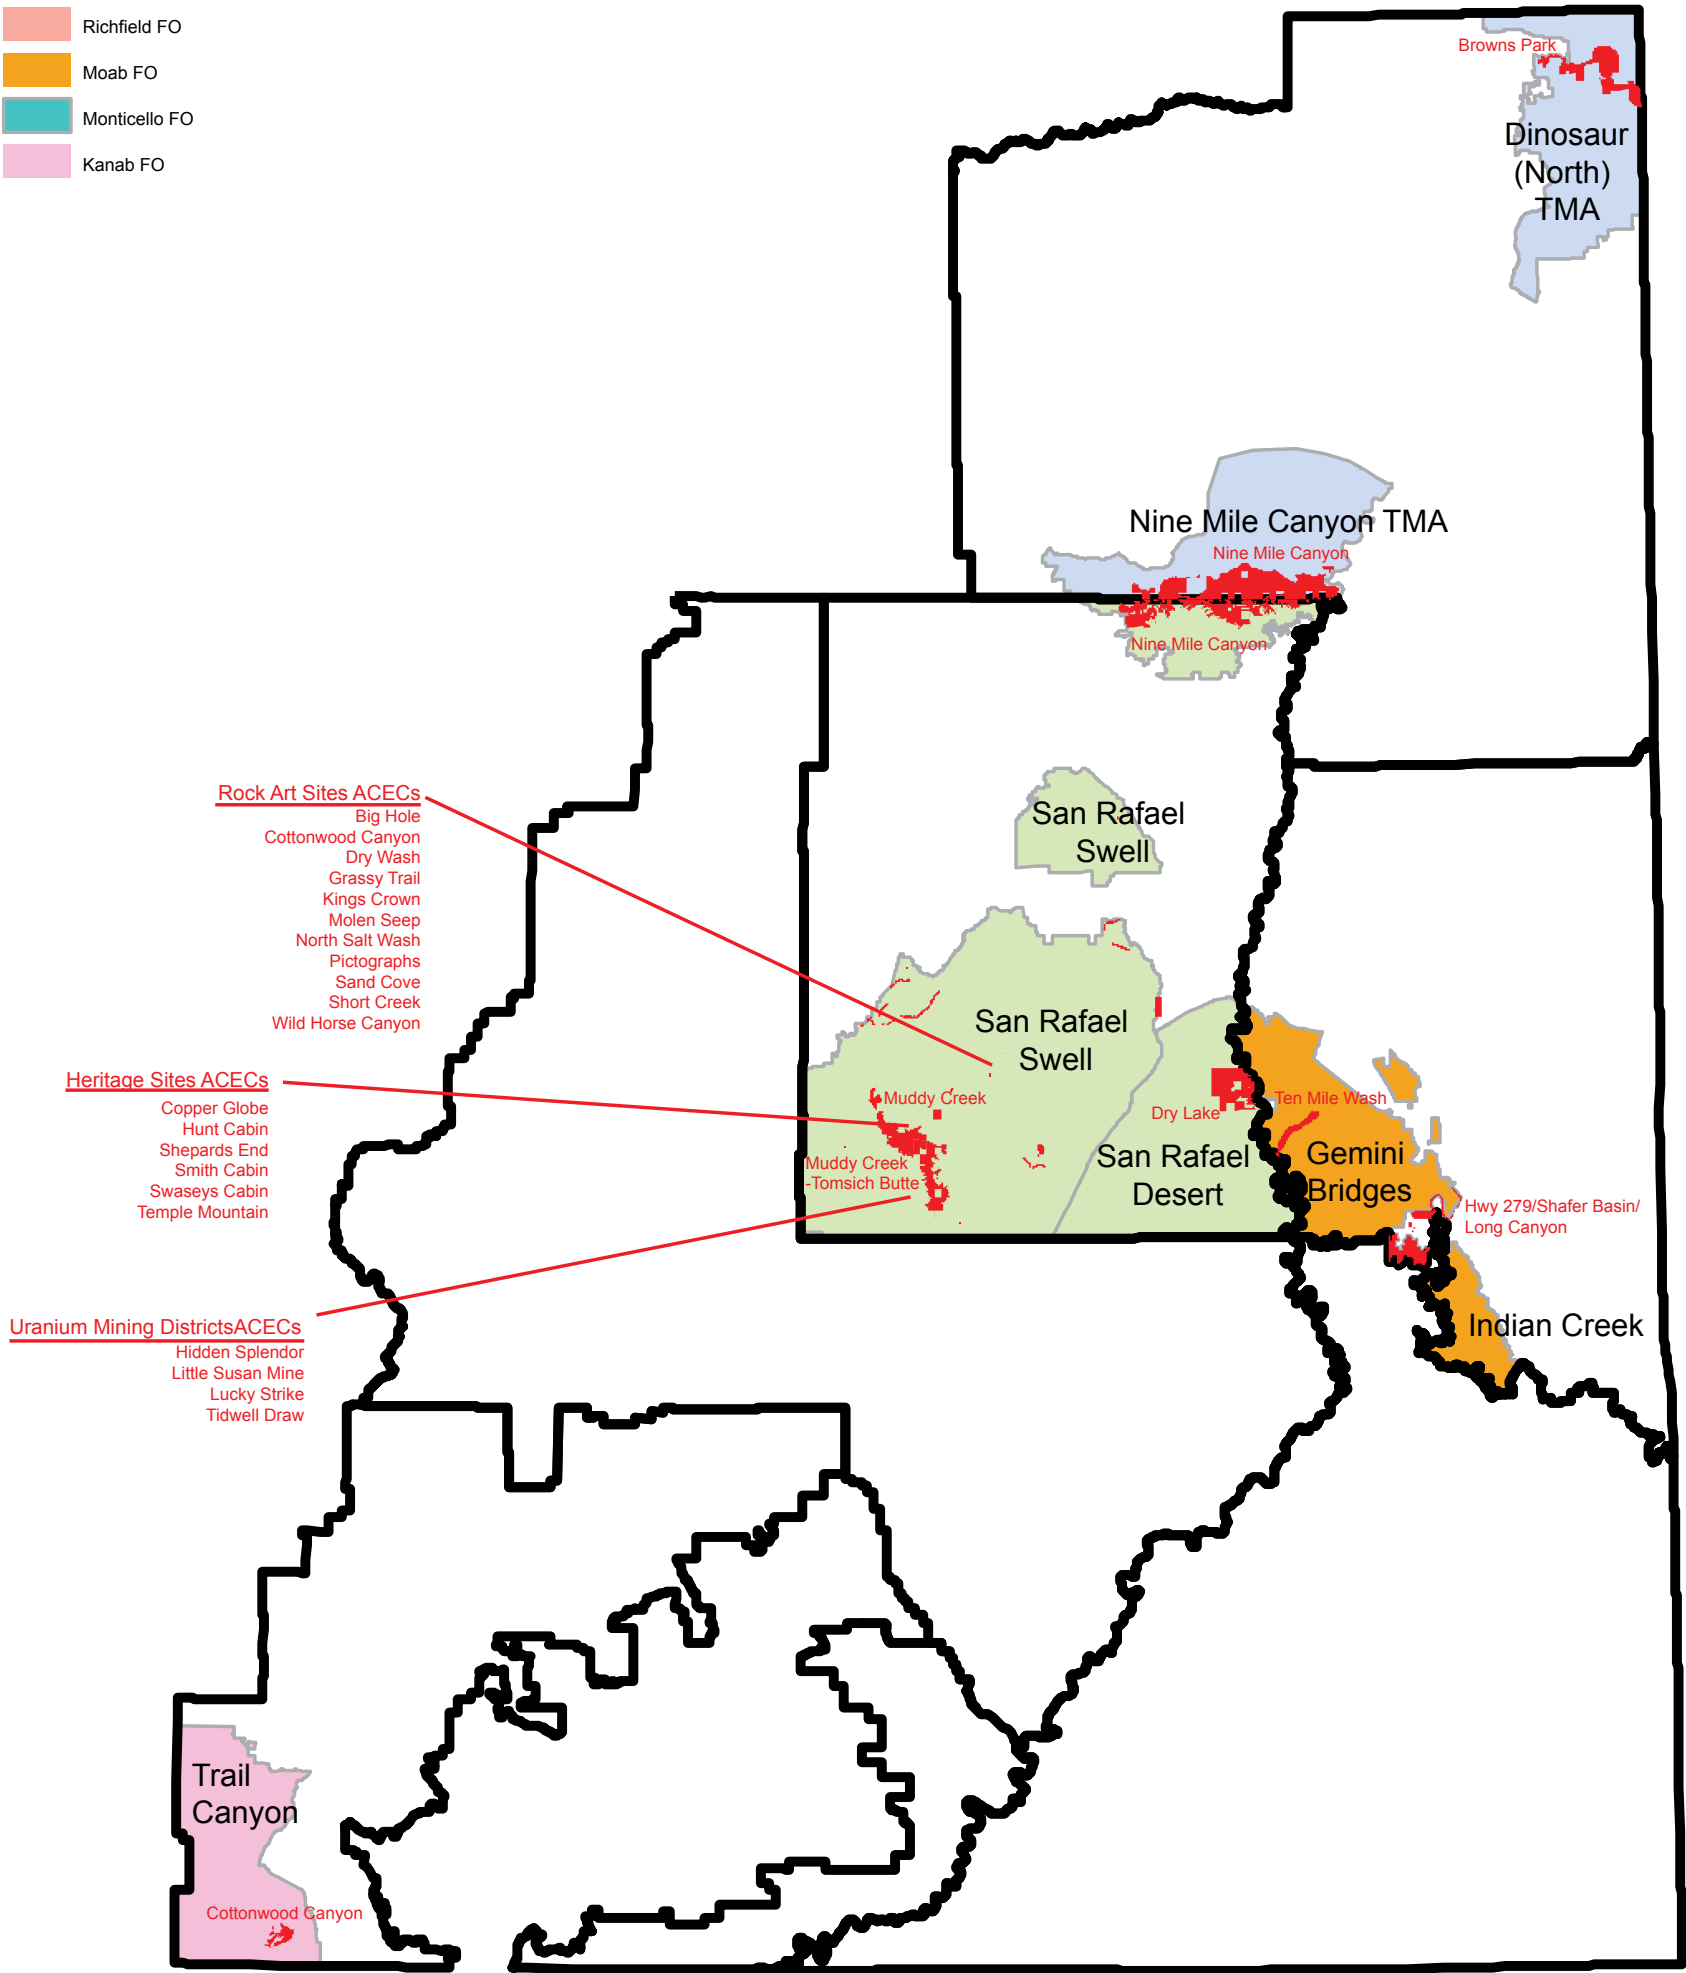 Richfield FO
Moab FO
Monticello FO
Kanab FO
Browns Park
Dinosaur
(North)
TMA
Nine Mile Canyon TMA
Nine Mile Canyon
Nine Mile Canyon
San Rafael
Swell
Rock Art Sites ACECs
Big Hole
Cottonwood Canyon
Dry Wash
Grassy Trail
Kings Crown
Molen Seep
North Salt Wash
Pictographs
Sand Cove
Short Creek
Wild Horse Canyon
San Rafael
Swell
Heritage Sites ACECs
Copper Globe
Hunt Cabin
Shepards End
Smith Cabin
Swaseys Cabin
Temple Mountain
Muddy Creek
Dry Lake
Ten Mile Wash
Muddy Creek
-Tomsich Butte
San Rafael
Desert
Gemini
Bridges
Hwy 279/Shafer Basin/
Long Canyon
Indian Creek
Uranium Mining DistrictsACECs
Hidden Splendor
Little Susan Mine
Lucky Strike
Tidwell Draw
Trail
Canyon
Cottonwood Canyon